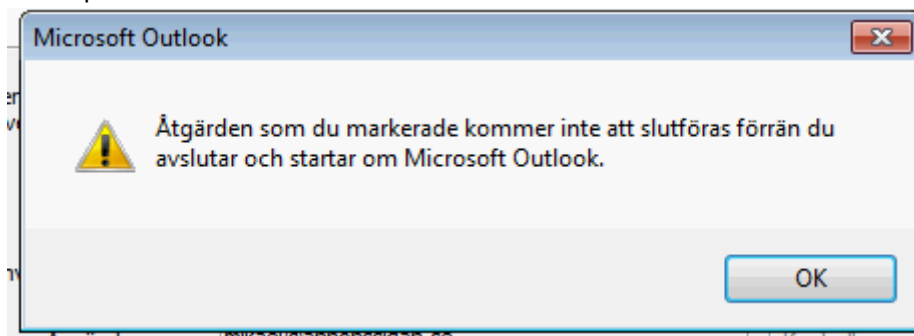 Microsoft Outlook
Åtgärden som du markerade kommer inte att slutföras förrän du
avslutar och startar om Microsoft Outlook.
OK